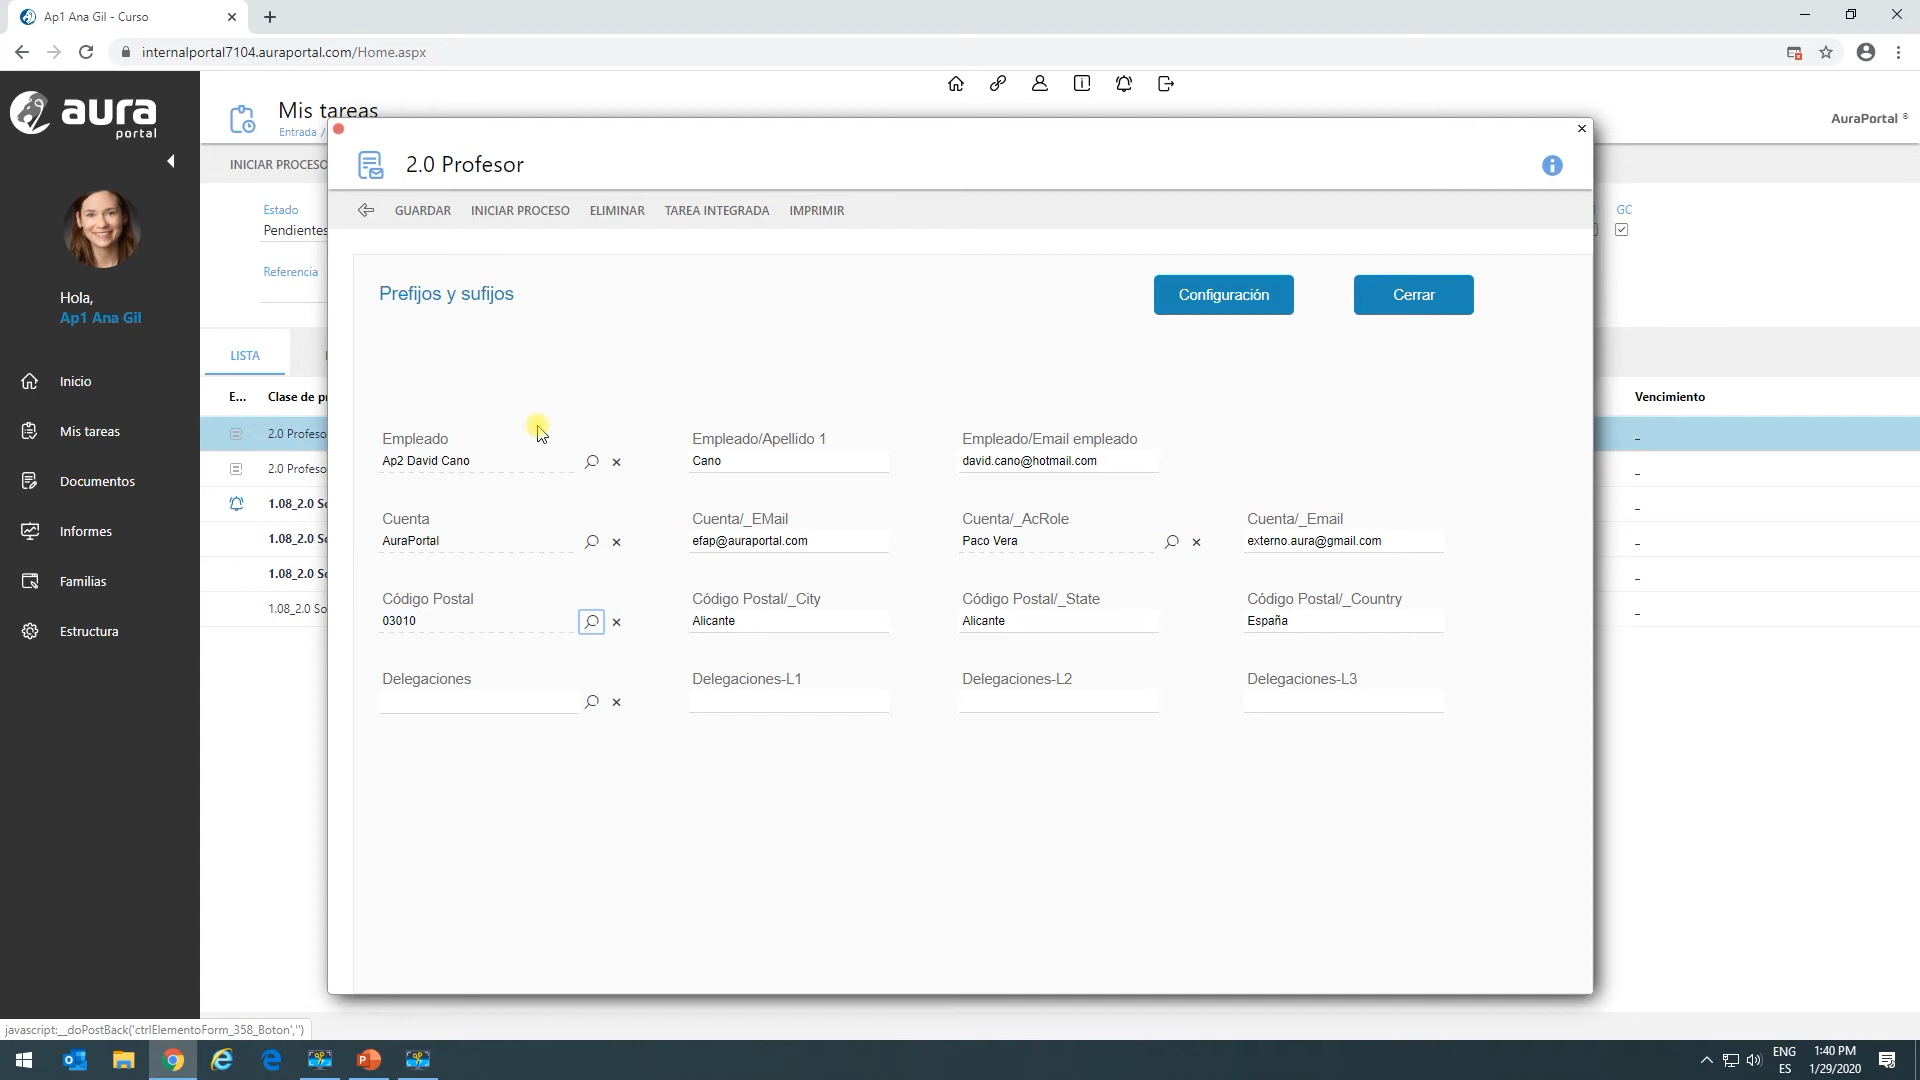 Ap1 Ana Gil - Curso
internalportal7104.auraportal.com/Home.aspx
aura
portal
Mis tareas
Entrada /
AuraPortal ®
INICIAR PROCESO
2.0 Profesor
GUARDAR INICIAR PROCESO ELIMINAR TAREA INTEGRADA IMPRIMIR
Estado
Pendientes
GC
Referencia
Hola,
Ap1 Ana Gil
Inicio
Mis tareas
Documentos
Informes
Familias
Estructura
LISTA
E... Clase de p
Vencimiento
2.0 Profeso
–
2.0 Profeso
–
1.08_2.0 So
–
1.08_2.0 So
–
1.08_2.0 So
–
1.08_2.0 So
–
Prefijos y sufijos
Configuración
Cerrar
Empleado Empleado/Apellido 1 Empleado/Email empleado
Ap2 David Cano Cano david.cano@hotmail.com
Cuenta Cuenta/_EMail Cuenta/_AcRole Cuenta/_Email
AuraPortal efap@auraportal.com Paco Vera externo.aura@gmail.com
Código Postal Código Postal/_City Código Postal/_State Código Postal/_Country
03010 Alicante Alicante España
Delegaciones Delegaciones-L1 Delegaciones-L2 Delegaciones-L3
javascript:__doPostBack('ctrlElementoForm_358_Boton','')
ENG
ES
1:40 PM
1/29/2020